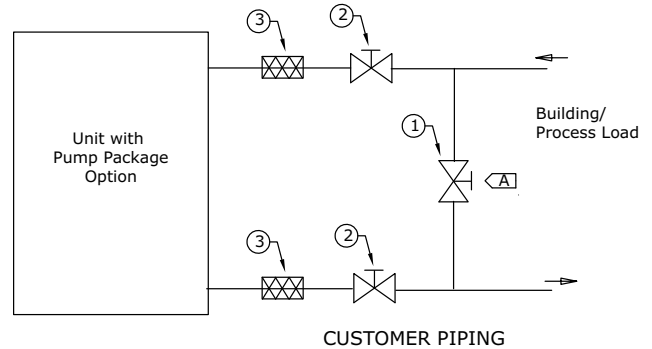 3
2
Unit with
Pump Package
Option
1
A
Building/
Process Load
3
2
CUSTOMER PIPING